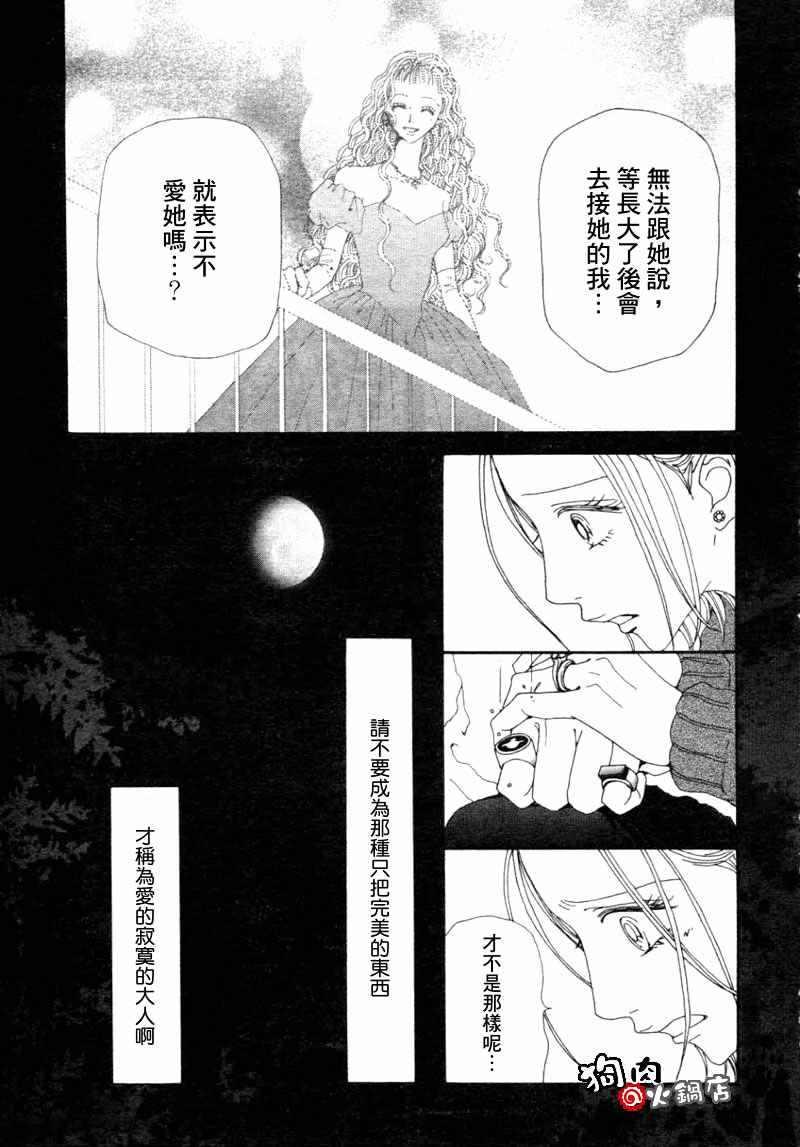 無法跟她說，
等長大了後會
去接她的我…
就表示不
愛她嗎…？
才不是那樣呢…
請不要成為那種只把完美的東西
才稱為愛的寂寞的大人啊
狗肉
火鍋店